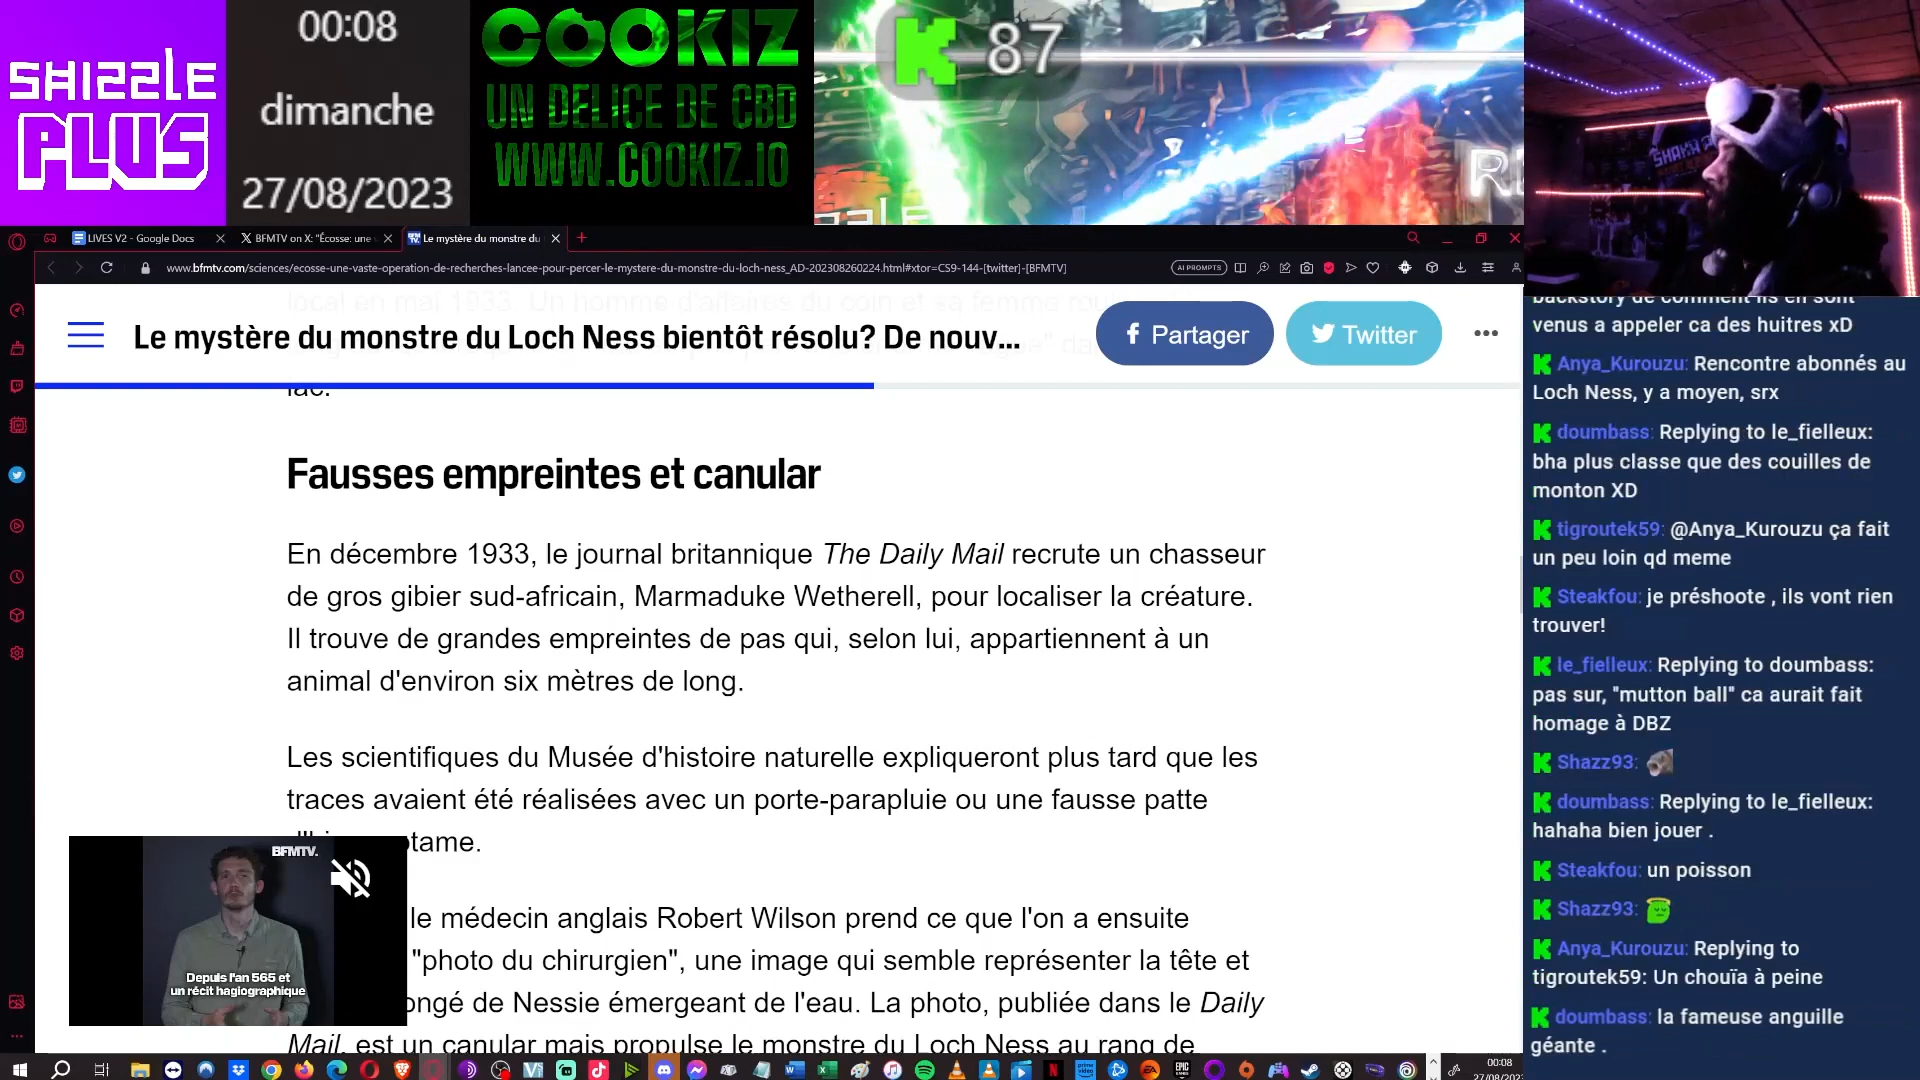 SHIZZLE
PLUS
00:08
dimanche
27/08/2023
COOKIZ
UN DELICE DE CBD
WWW.COOKIZ.IO
87
LIVES V2 - Google Docs
BFMTV on X: "Écosse: une
Le mystère du monstre du
www.bfmtv.com/sciences/ecosse-une-vaste-operation-de-recherches-lancee-pour-percer-le-mystere-du-monstre-du-loch-ness_AD-202308260224.html#xtor=CS9-144-[twitter]-[BFMTV]
AI PROMPTS
local en mai 1933. Un homme d'affaires du coin et sa femme
Le mystère du monstre du Loch Ness bientôt résolu? De nouv...
Partager
Twitter
lac.
Fausses empreintes et canular
En décembre 1933, le journal britannique The Daily Mail recrute un chasseur
de gros gibier sud-africain, Marmaduke Wetherell, pour localiser la créature.
Il trouve de grandes empreintes de pas qui, selon lui, appartiennent à un
animal d'environ six mètres de long.
Les scientifiques du Musée d'histoire naturelle expliqueront plus tard que les
traces avaient été réalisées avec un porte-parapluie ou une fausse patte
tame.
le médecin anglais Robert Wilson prend ce que l'on a ensuite
"photo du chirurgien", une image qui semble représenter la tête et
ongé de Nessie émergeant de l'eau. La photo, publiée dans le Daily
Mail, est un canular mais propulse le monstre du Loch Ness au rang de
BFMTV.
Depuis l'an 565 et
un récit hagiographique
backstory de comment ils en sont
venus a appeler ca des huitres xD
Anya_Kurouzu: Rencontre abonnés au
Loch Ness, y a moyen, srx
doumbass: Replying to le_fielleux:
bha plus classe que des couilles de
monton XD
tigroutek59: @Anya_Kurouzu ça fait
un peu loin qd meme
Steakfou: je préshoote , ils vont rien
trouver!
le_fielleux: Replying to doumbass:
pas sur, "mutton ball" ca aurait fait
homage à DBZ
Shazz93:
doumbass: Replying to le_fielleux:
hahaha bien jouer .
Steakfou: un poisson
Shazz93:
Anya_Kurouzu: Replying to
tigroutek59: Un chouïa à peine
doumbass: la fameuse anguille
géante .
00:08
27/08/2023